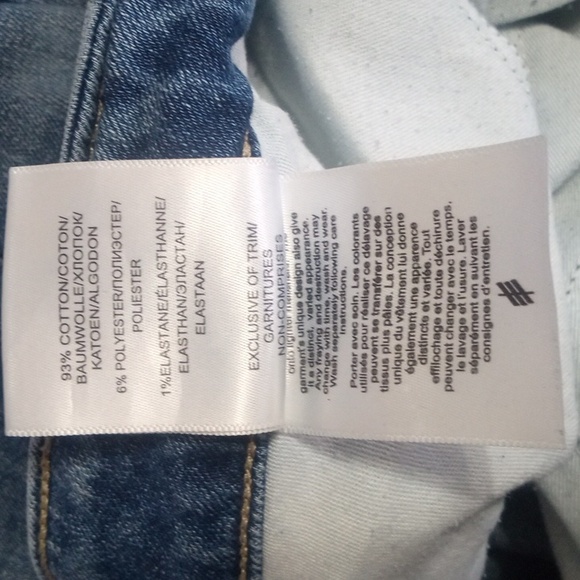 93% COTTON/COTON/
BAUMWOLLE/ХЛОПОК/
KATOEN/ALGODON
6% POLYESTER/ПОЛИЭСТЕР/
POLIESTER
1%ELASTANE/ÉLASTHANNE/
ELASTHAN/ЭЛАСТАН/
ELASTAAN
EXCLUSIVE OF TRIM/
GARNITURES
NON-COMPRISES
onto lighter
garment's unique design also give
it a distinct, varied appearance.
Any fraying and destruction may
change with time, wash and wear.
Wash separately following care
instructions.
Porter avec soin. Les colorants
utilisés pour réaliser ce délavage
peuvent se transférer sur des
tissus plus pâles. La conception
unique du vêtement lui donne
également une apparence
distincte et variée. Tout
effilochage et toute déchirure
peuvent changer avec le temps,
le lavage et l'usure. Laver
séparément en suivant les
consignes d'entretien.